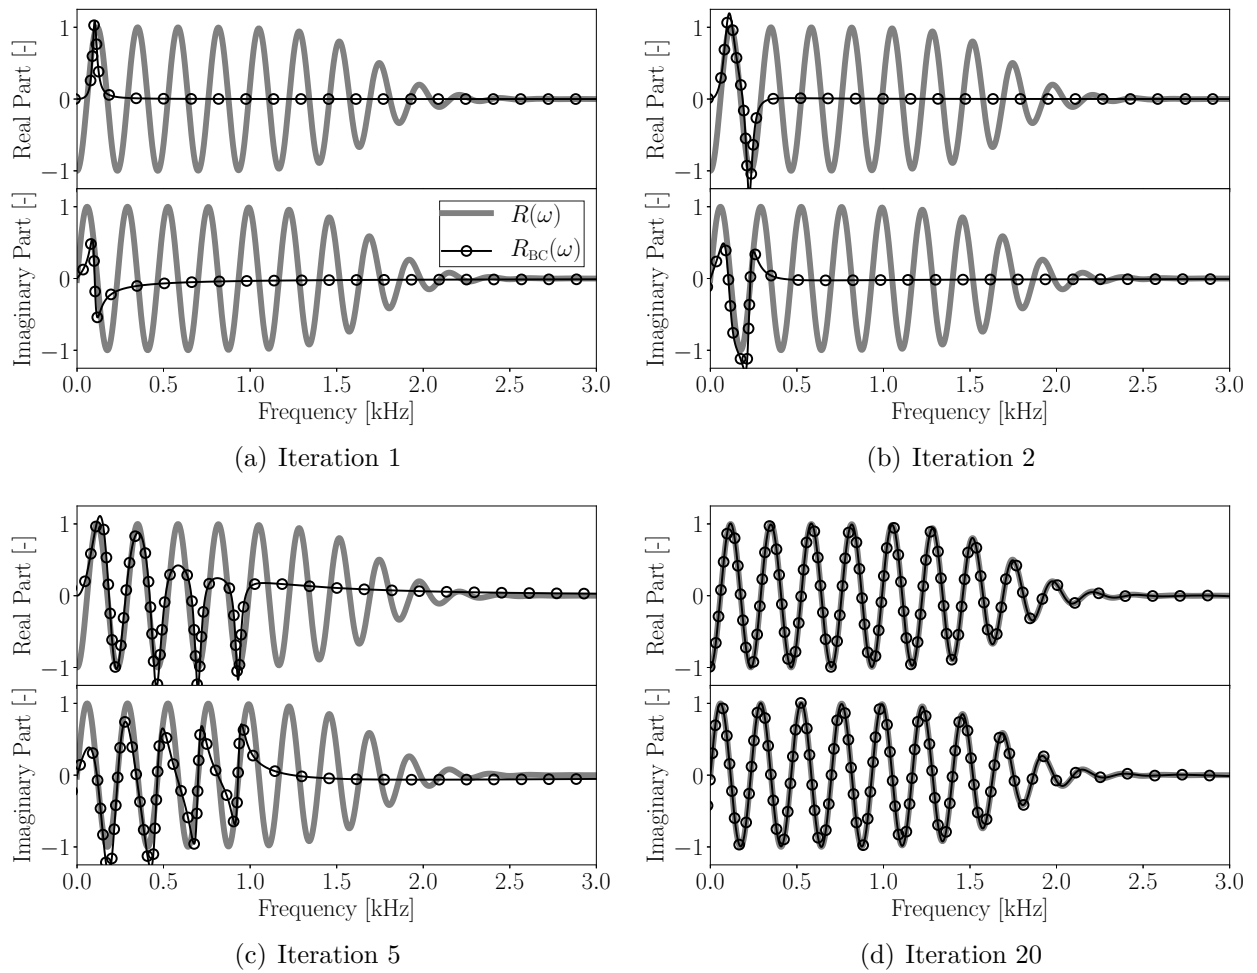 1
0
−1
Real Part [-]
1
0
−1
Imaginary Part [-]
R(ω)
R_BC(ω)
0.0 0.5 1.0 1.5 2.0 2.5 3.0
Frequency [kHz]
(a) Iteration 1
1
0
−1
Real Part [-]
1
0
−1
Imaginary Part [-]
0.0 0.5 1.0 1.5 2.0 2.5 3.0
Frequency [kHz]
(b) Iteration 2
1
0
−1
Real Part [-]
1
0
−1
Imaginary Part [-]
0.0 0.5 1.0 1.5 2.0 2.5 3.0
Frequency [kHz]
(c) Iteration 5
1
0
−1
Real Part [-]
1
0
−1
Imaginary Part [-]
0.0 0.5 1.0 1.5 2.0 2.5 3.0
Frequency [kHz]
(d) Iteration 20